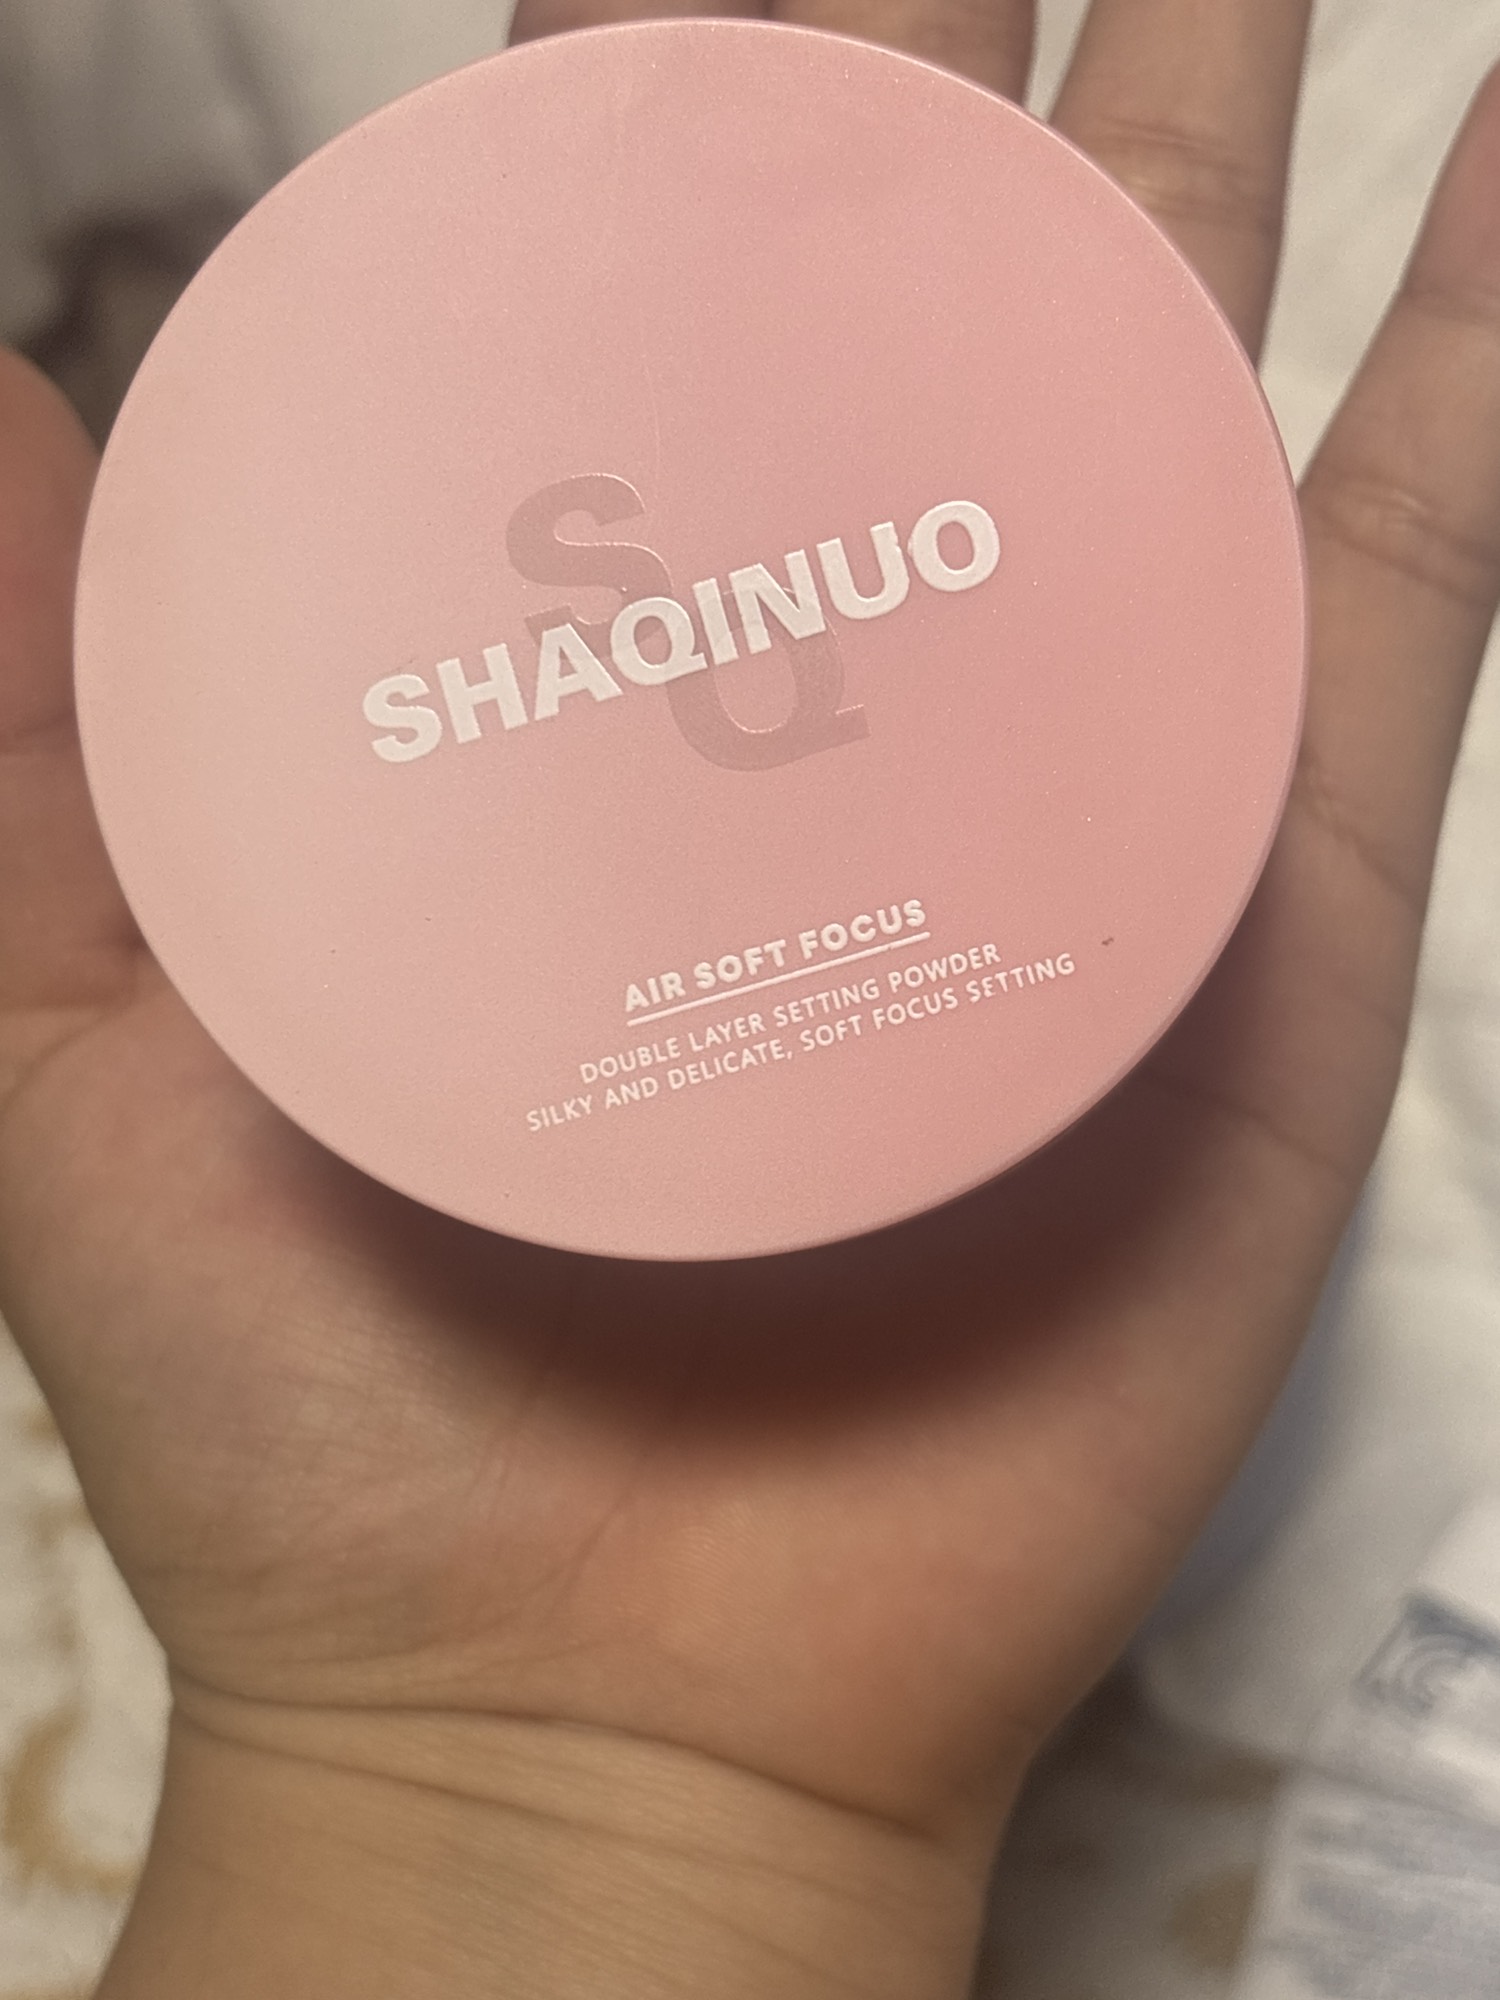 SQ
SHAQINUO
AIR SOFT FOCUS
DOUBLE LAYER SETTING POWDER
SILKY AND DELICATE, SOFT FOCUS SETTING